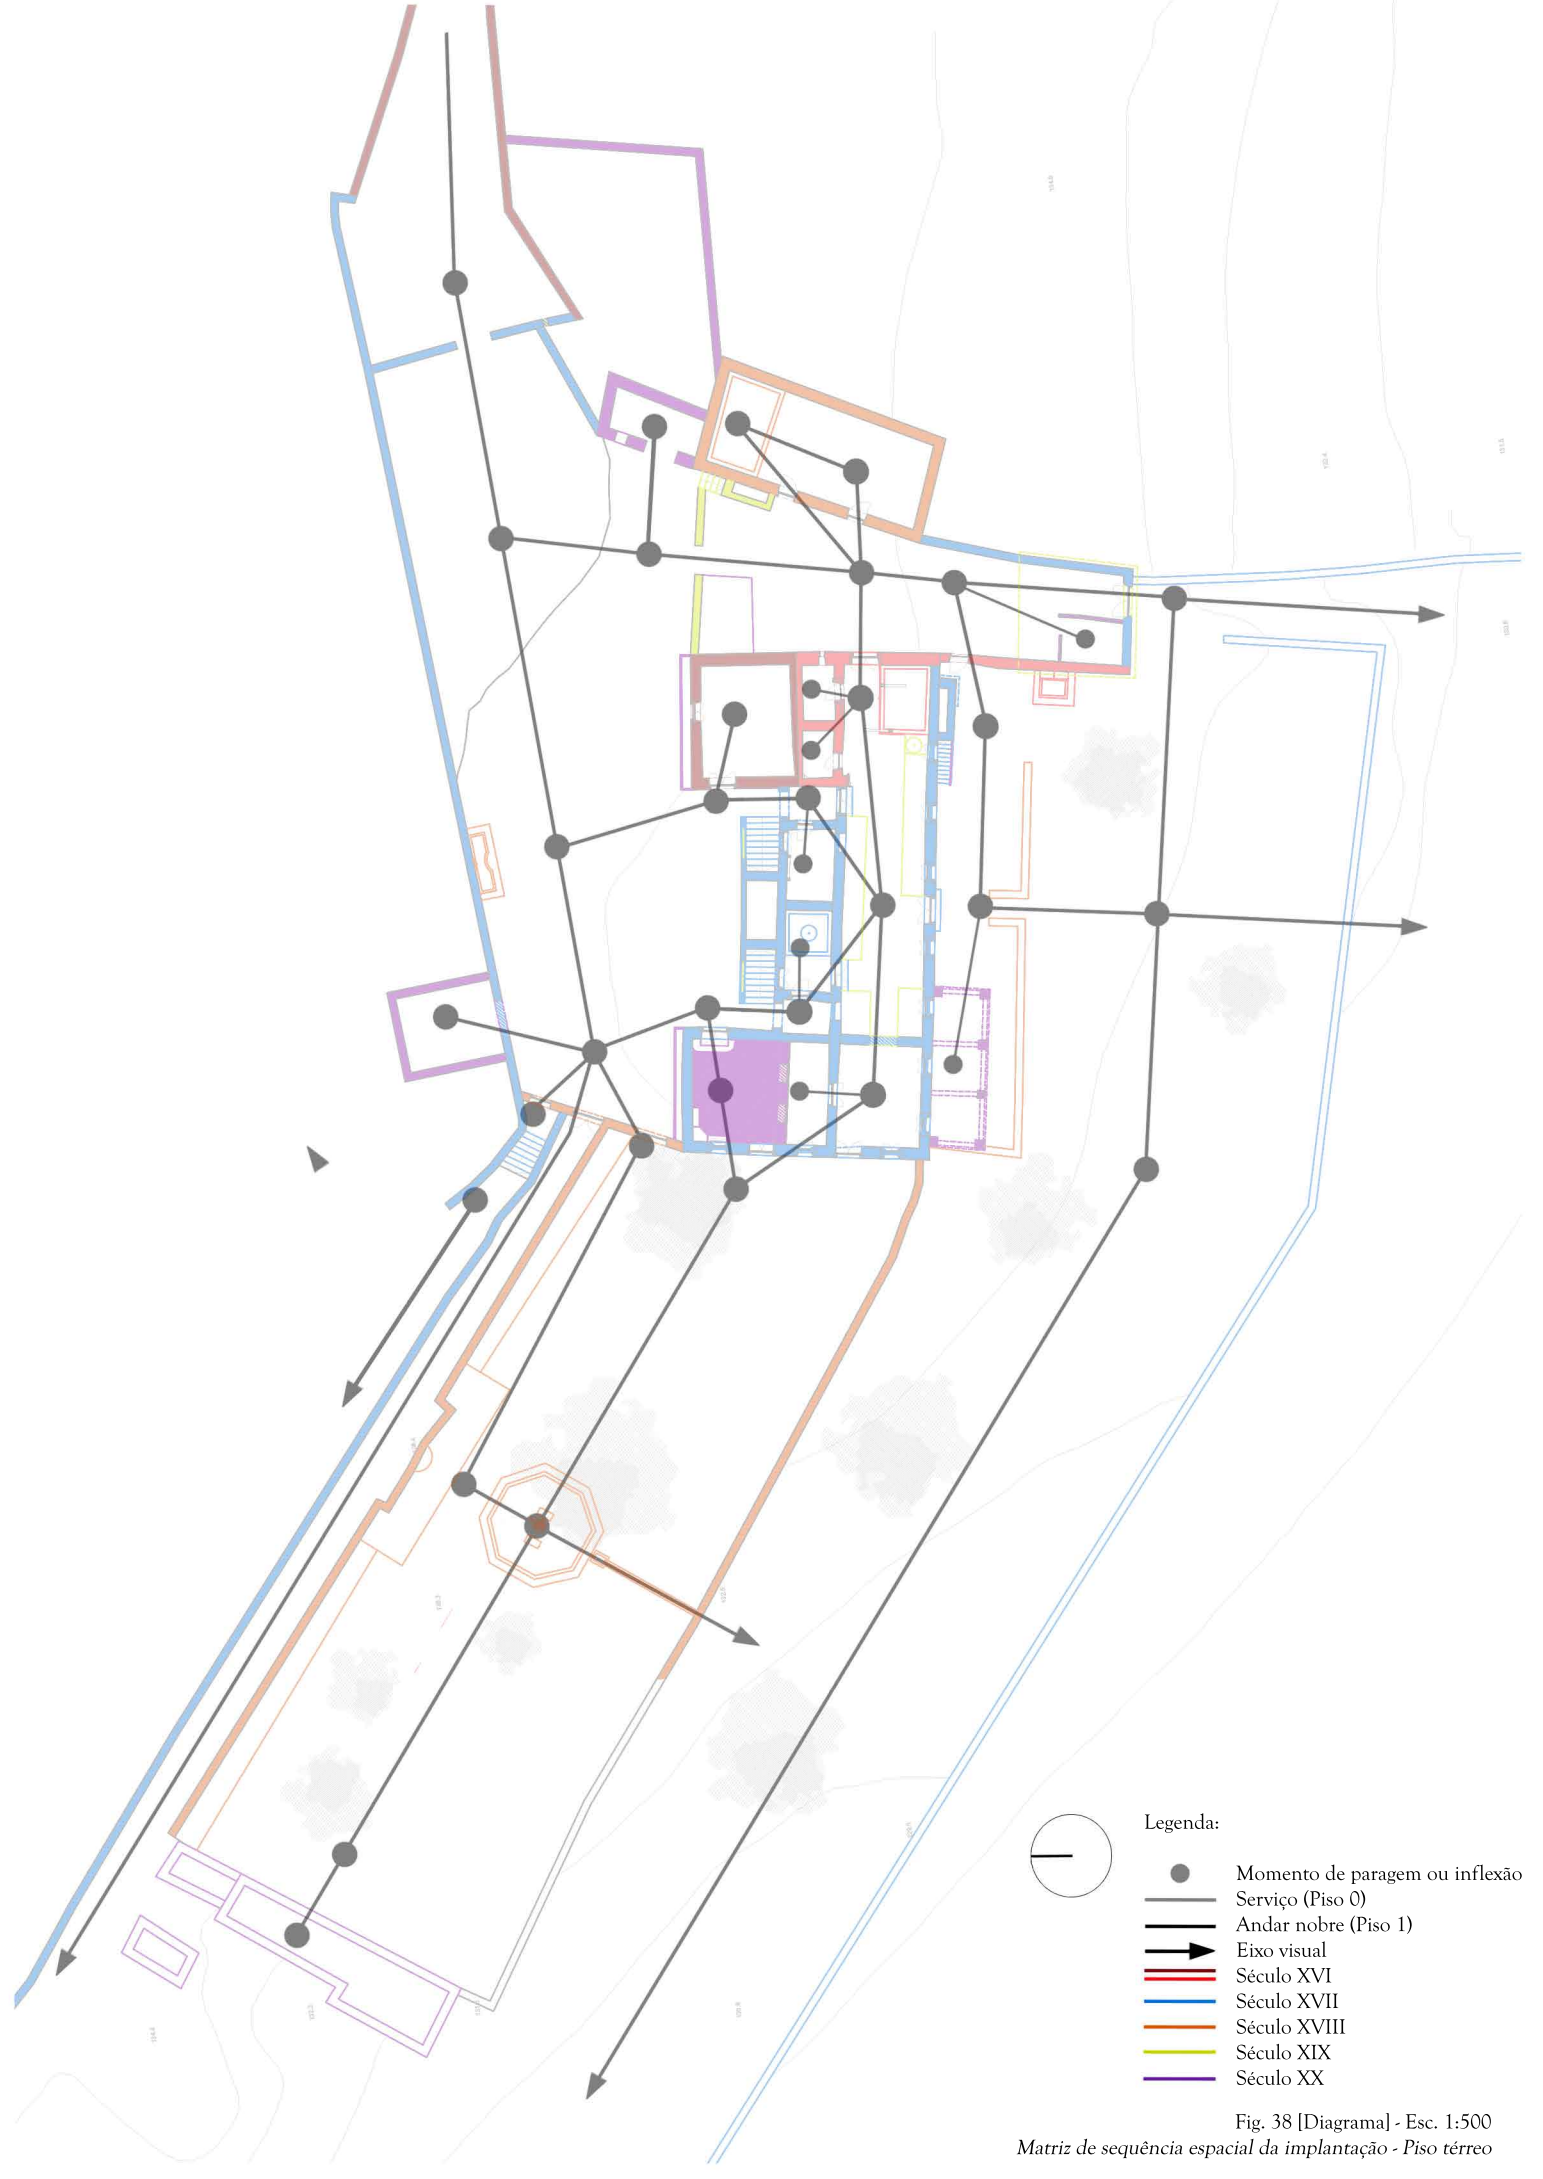 Legenda:
Momento de paragem ou inflexão
Serviço (Piso 0)
Andar nobre (Piso 1)
Eixo visual
Século XVI
Século XVII
Século XVIII
Século XIX
Século XX
Fig. 38 [Diagrama] - Esc. 1:500
Matriz de sequência espacial da implantação - Piso térreo